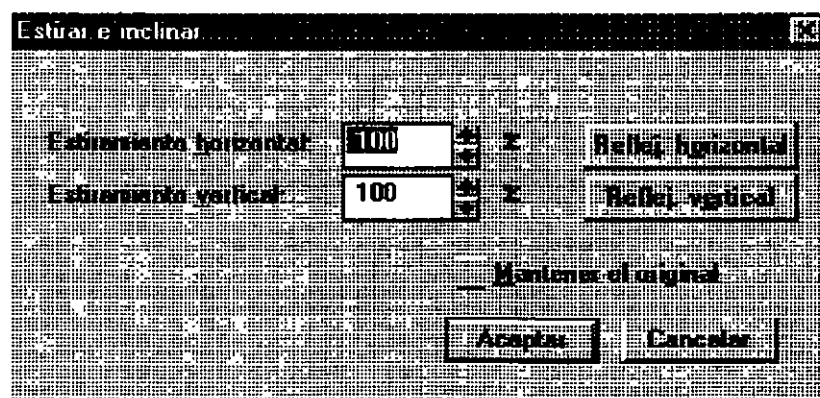 Estirar e inclinar
Estiramiento horizontal: 100 % Reflej. horizontal
Estiramiento vertical: 100 % Reflej. vertical
Mantener el original
Aceptar Cancelar